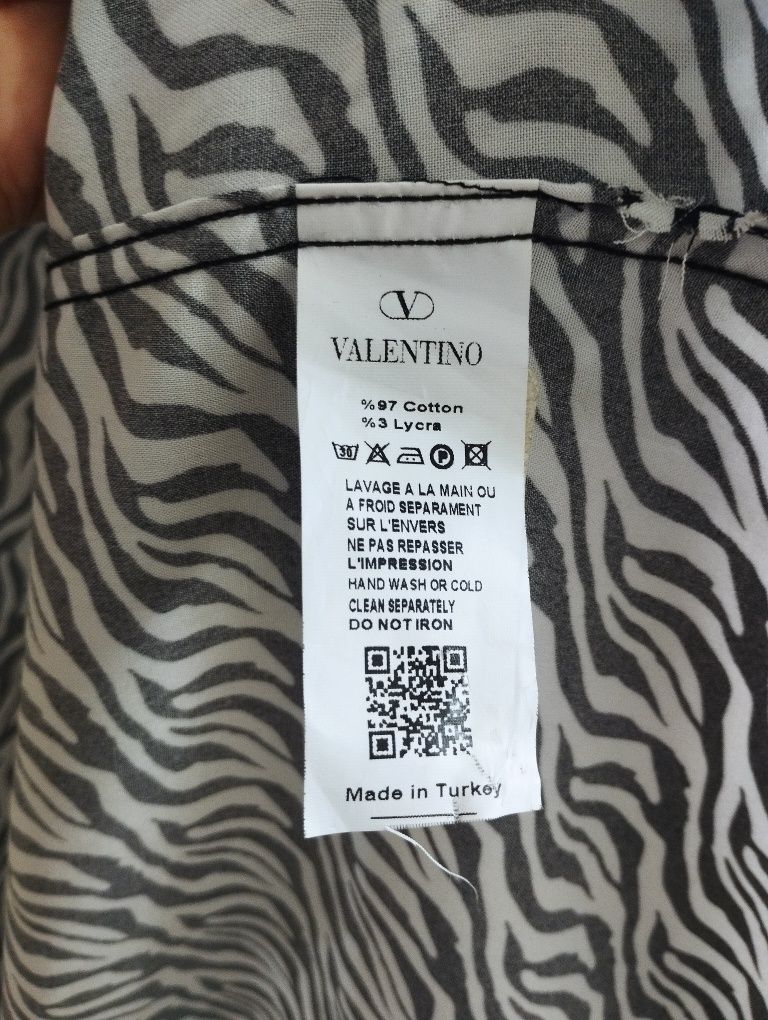 V
VALENTINO
%97 Cotton
%3 Lycra
30 P
LAVAGE A LA MAIN OU
A FROID SEPARAMENT
SUR L'ENVERS
NE PAS REPASSER
L'IMPRESSION
HAND WASH OR COLD
CLEAN SEPARATELY
DO NOT IRON
Made in Turkey